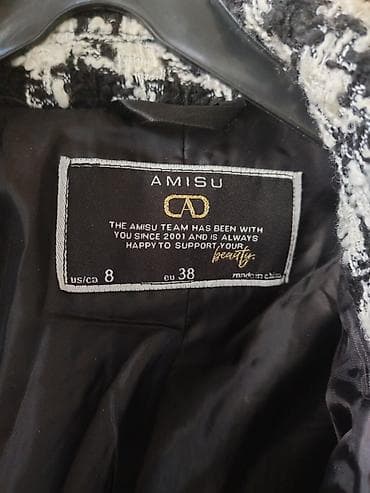 AMISU
THE AMISU TEAM HAS BEEN WITH
YOU SINCE 2001 AND IS ALWAYS
HAPPY TO SUPPORT YOUR
beauty.
us/ca 8 eu 38 made in china